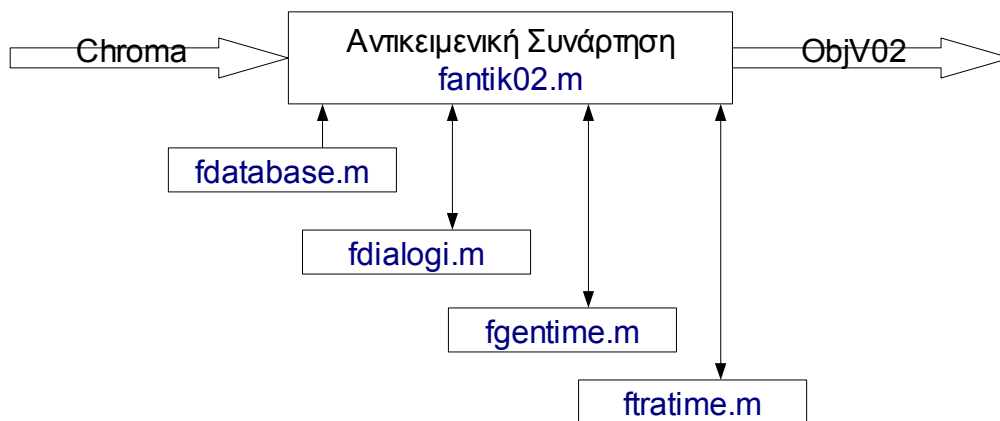 Chroma
Αντικειμενική Συνάρτηση
fantik02.m
ObjV02
fdatabase.m
fdialogi.m
fgentime.m
ftratime.m